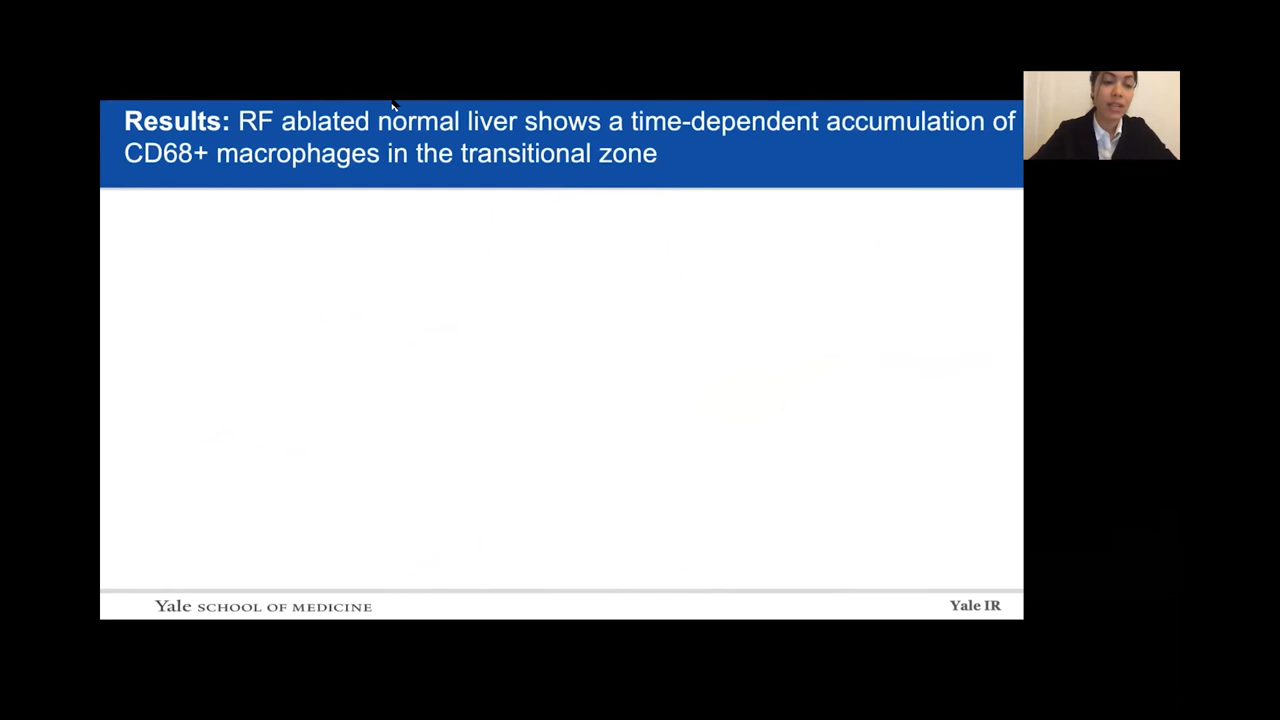 Results: RF ablated normal liver shows a time-dependent accumulation of
CD68+ macrophages in the transitional zone
Yale SCHOOL OF MEDICINE
Yale IR